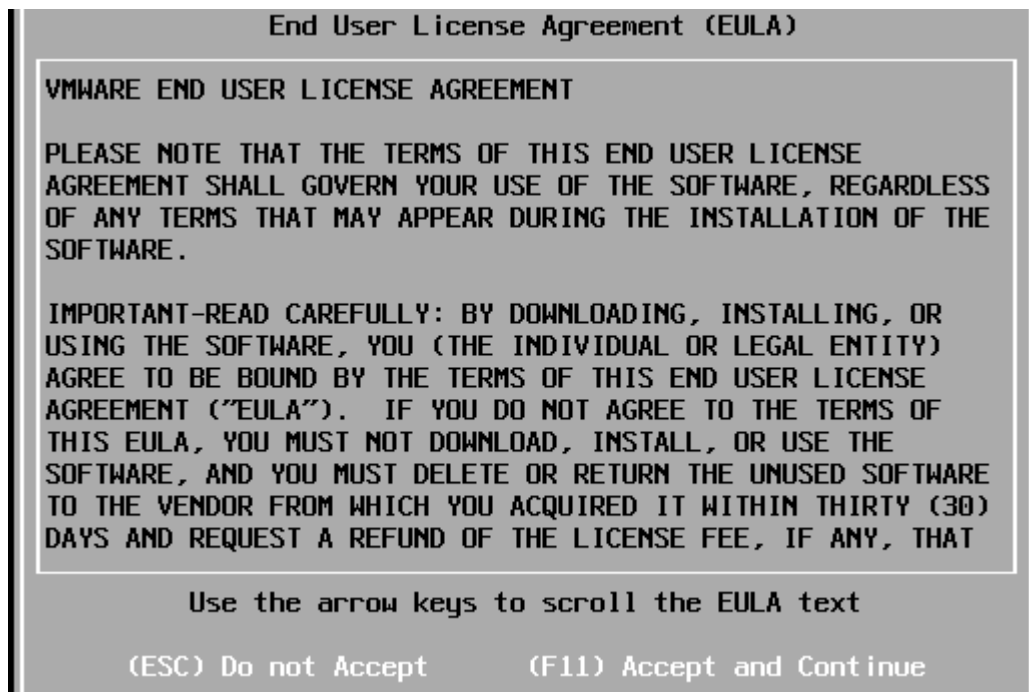 End User License Agreement (EULA)
VMWARE END USER LICENSE AGREEMENT
PLEASE NOTE THAT THE TERMS OF THIS END USER LICENSE
AGREEMENT SHALL GOVERN YOUR USE OF THE SOFTWARE, REGARDLESS
OF ANY TERMS THAT MAY APPEAR DURING THE INSTALLATION OF THE
SOFTWARE.
IMPORTANT-READ CAREFULLY: BY DOWNLOADING, INSTALLING, OR
USING THE SOFTWARE, YOU (THE INDIVIDUAL OR LEGAL ENTITY)
AGREE TO BE BOUND BY THE TERMS OF THIS END USER LICENSE
AGREEMENT ("EULA"). IF YOU DO NOT AGREE TO THE TERMS OF
THIS EULA, YOU MUST NOT DOWNLOAD, INSTALL, OR USE THE
SOFTWARE, AND YOU MUST DELETE OR RETURN THE UNUSED SOFTWARE
TO THE VENDOR FROM WHICH YOU ACQUIRED IT WITHIN THIRTY (30)
DAYS AND REQUEST A REFUND OF THE LICENSE FEE, IF ANY, THAT
Use the arrow keys to scroll the EULA text
(ESC) Do not Accept (F11) Accept and Continue